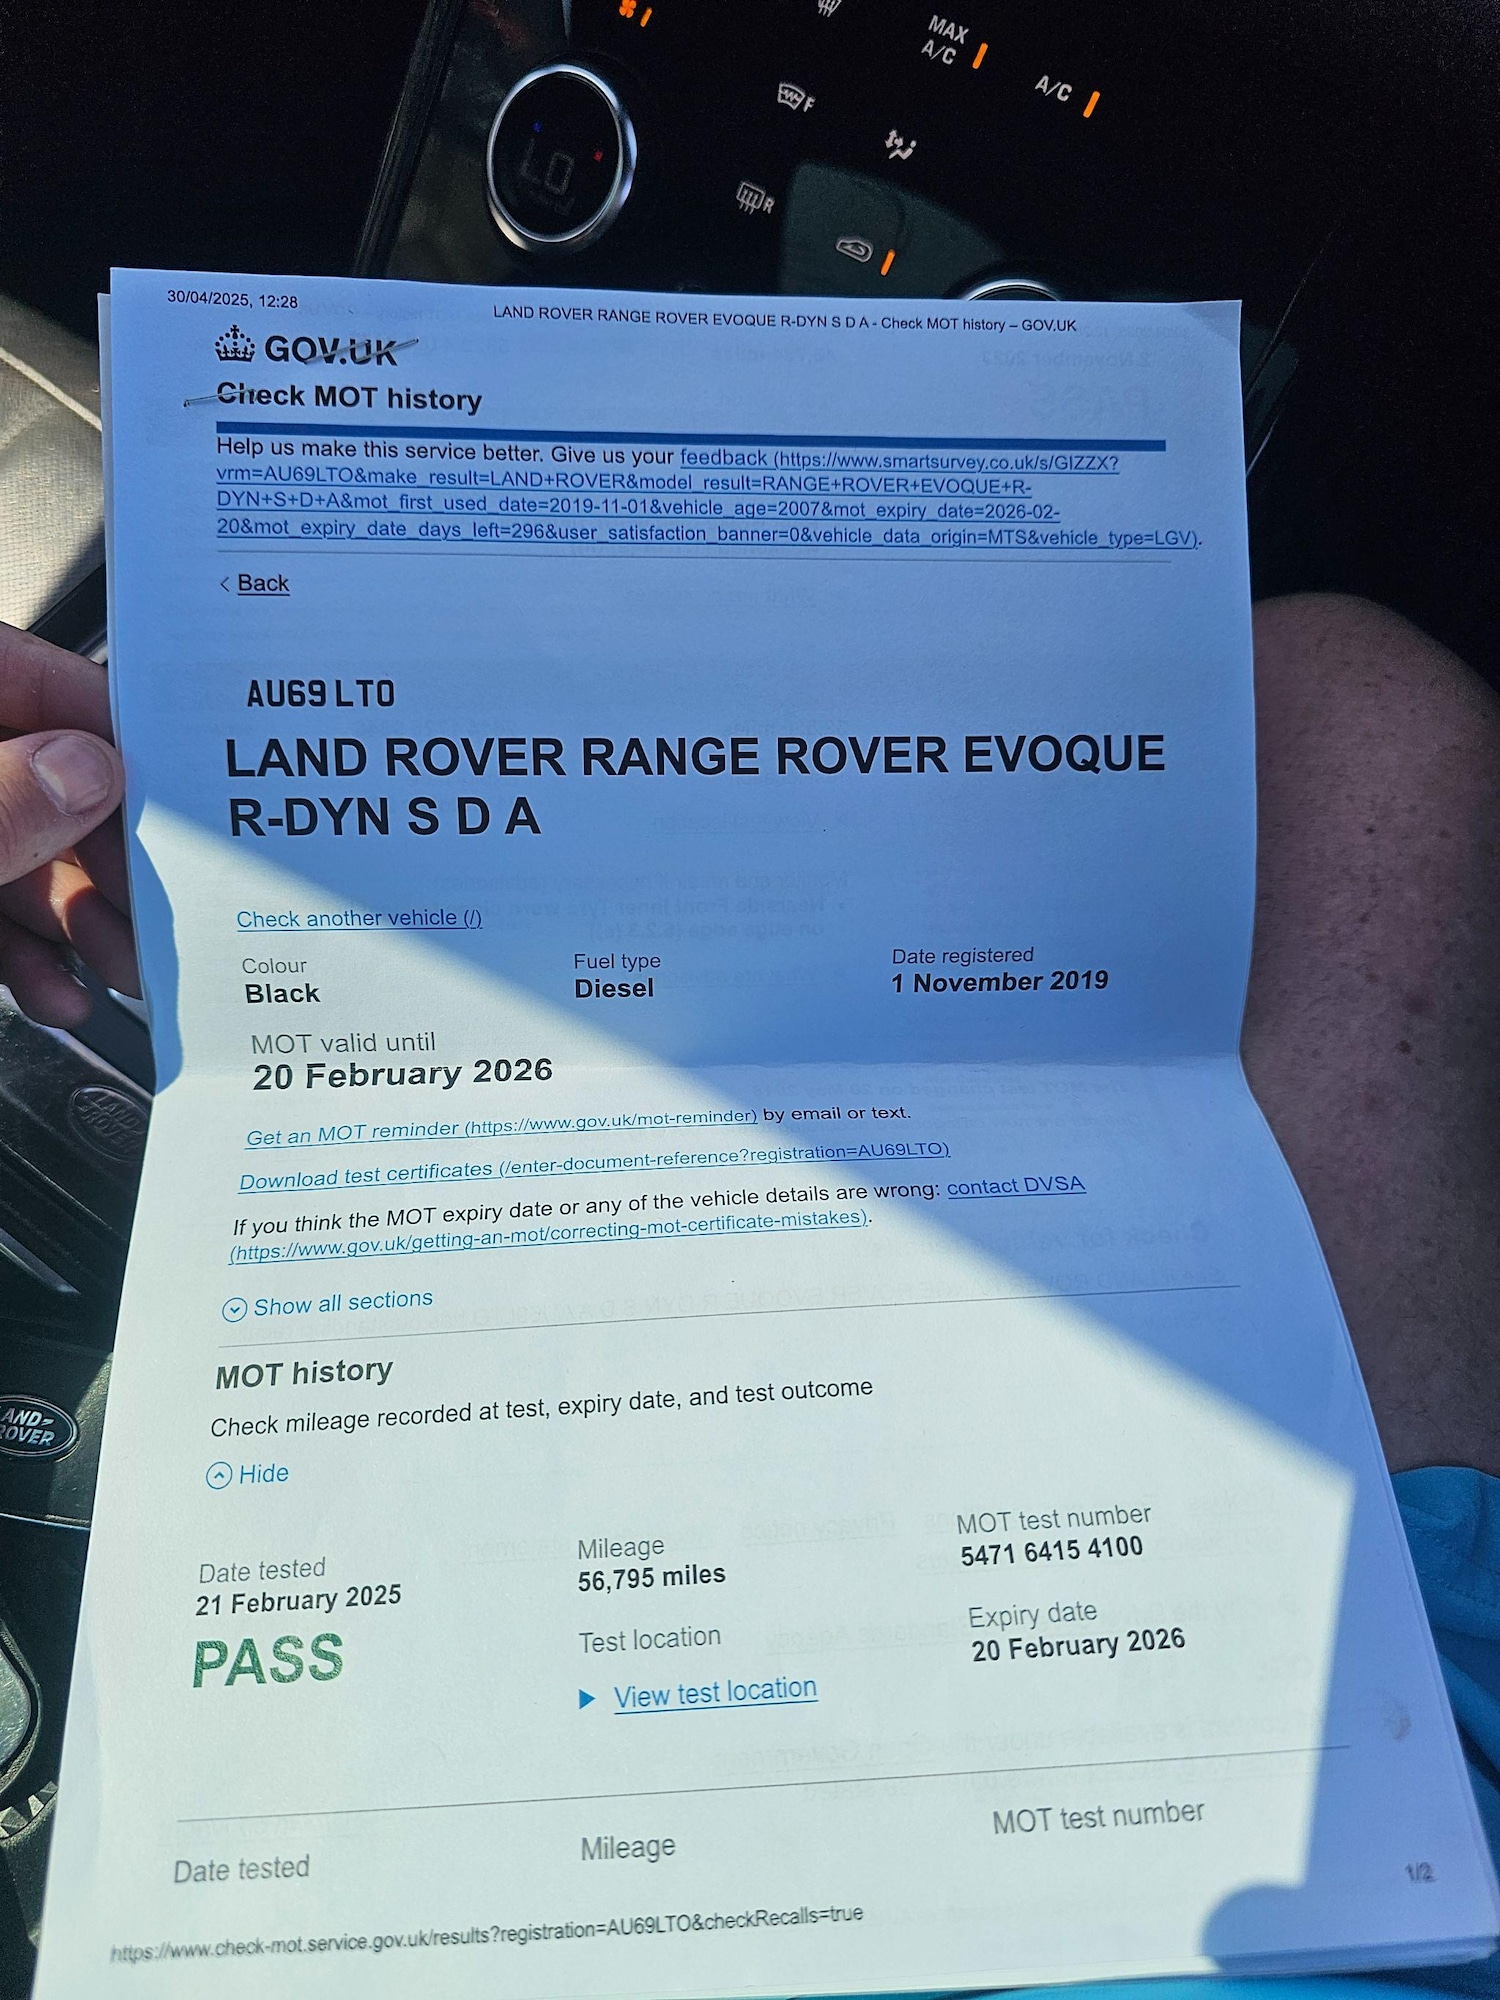 MAX
A/C
A/C
F
R
LO
30/04/2025, 12:28
LAND ROVER RANGE ROVER EVOQUE R-DYN S D A - Check MOT history – GOV.UK
GOV.UK
Check MOT history
Help us make this service better. Give us your feedback (https://www.smartsurvey.co.uk/s/GIZZX?
vrm=AU69LTO&make_result=LAND+ROVER&model_result=RANGE+ROVER+EVOQUE+R-
DYN+S+D+A&mot_first_used_date=2019-11-01&vehicle_age=2007&mot_expiry_date=2026-02-
20&mot_expiry_date_days_left=296&user_satisfaction_banner=0&vehicle_data_origin=MTS&vehicle_type=LGV).
< Back
AU69 LTO
LAND ROVER RANGE ROVER EVOQUE
R-DYN S D A
Check another vehicle (/)
Colour
Black
Fuel type
Diesel
Date registered
1 November 2019
MOT valid until
20 February 2026
Get an MOT reminder (https://www.gov.uk/mot-reminder) by email or text.
Download test certificates (/enter-document-reference?registration=AU69LTO)
If you think the MOT expiry date or any of the vehicle details are wrong: contact DVSA
(https://www.gov.uk/getting-an-mot/correcting-mot-certificate-mistakes).
Show all sections
MOT history
Check mileage recorded at test, expiry date, and test outcome
Hide
Date tested
21 February 2025
PASS
Mileage
56,795 miles
Test location
View test location
MOT test number
5471 6415 4100
Expiry date
20 February 2026
Date tested
Mileage
MOT test number
1/2
https://www.check-mot.service.gov.uk/results?registration=AU69LTO&checkRecalls=true
LAND-
ROVER
LAND-
ROVER